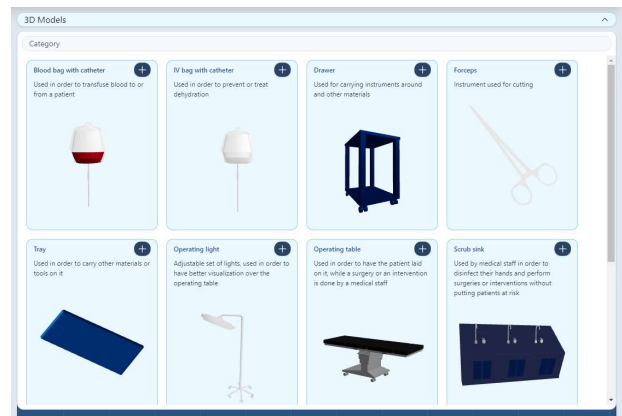 3D Models
Category
Blood bag with catheter
Used in order to transfuse blood to or
from a patient
IV bag with catheter
Used in order to prevent or treat
dehydration
Drawer
Used for carrying instruments around
and other materials
Forceps
Instrument used for cutting
Tray
Used in order to carry other materials or
tools on it
Operating light
Adjustable set of lights, used in order to
have better visualization over the
operating table
Operating table
Used in order to have the patient laid
on it, while a surgery or an intervention
is done by a medical staff
Scrub sink
Used by medical staff in order to
disinfect their hands and perform
surgeries or interventions without
putting patients at risk